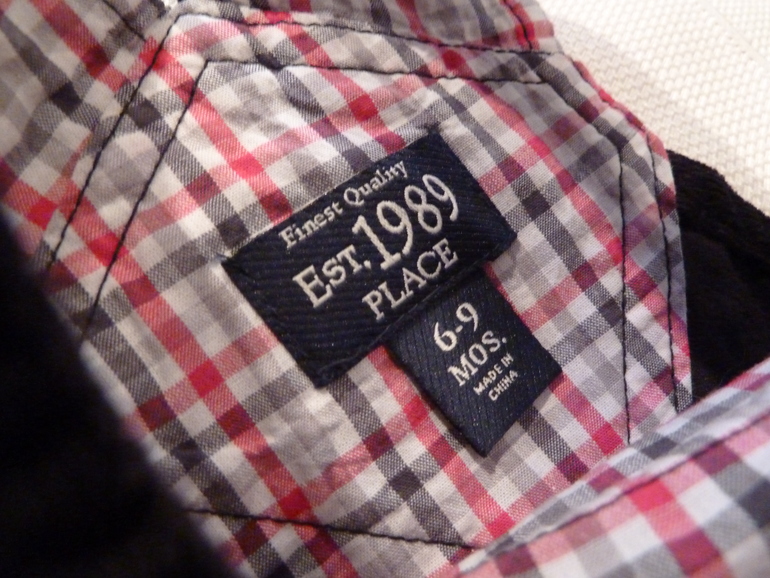 Finest Quality
EST. 1989
PLACE
6-9
MOS.
MADE IN
CHINA